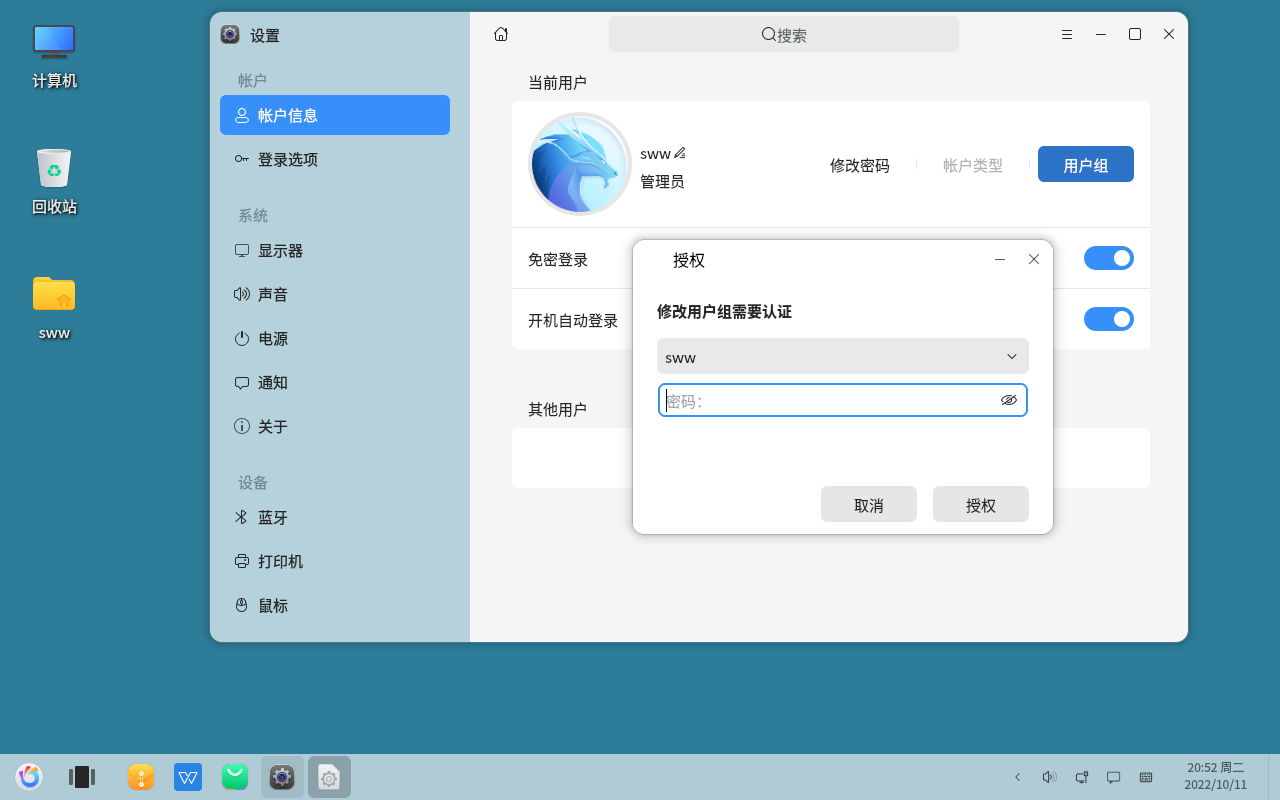 计算机
回收站
sww
设置
搜索
帐户
帐户信息
登录选项
系统
显示器
声音
电源
通知
关于
设备
蓝牙
打印机
鼠标
当前用户
sww
管理员
修改密码
帐户类型
用户组
免密登录
开机自动登录
其他用户
授权
修改用户组需要认证
sww
密码：
取消
授权
20:52 周二
2022/10/11